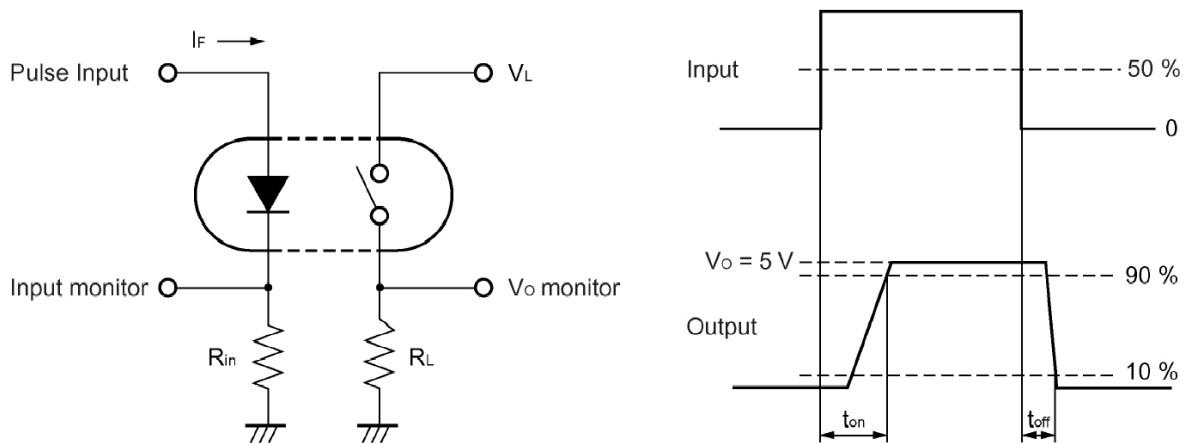 IF
Pulse Input
VL
Input monitor
VO monitor
Rin
RL
Input
50 %
0
VO = 5 V
90 %
Output
10 %
ton
toff